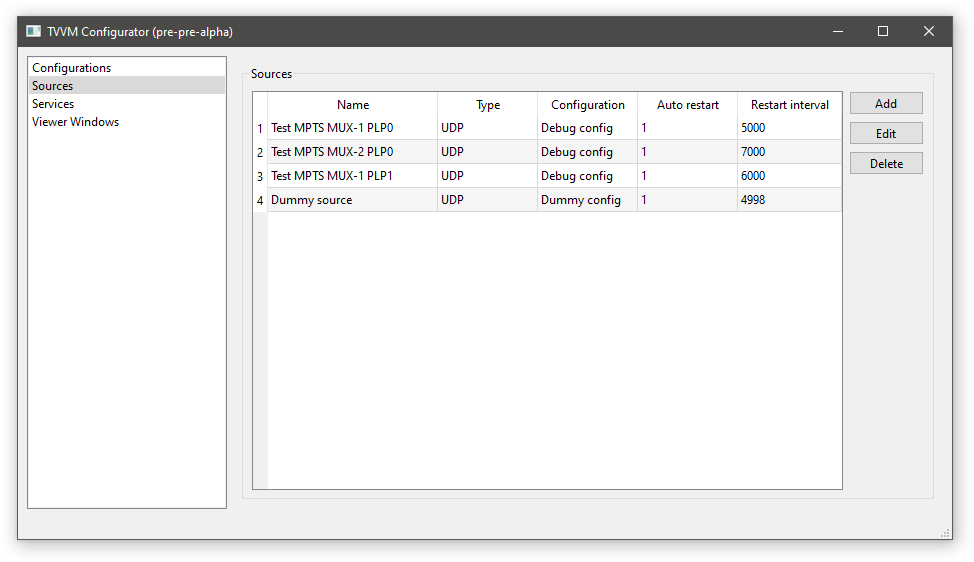 TVVM Configurator (pre-pre-alpha)
Configurations
Sources
Services
Viewer Windows
Sources
Name Type Configuration Auto restart Restart interval
1 Test MPTS MUX-1 PLP0 UDP Debug config 1 5000
2 Test MPTS MUX-2 PLP0 UDP Debug config 1 7000
3 Test MPTS MUX-1 PLP1 UDP Debug config 1 6000
4 Dummy source UDP Dummy config 1 4998
Add
Edit
Delete